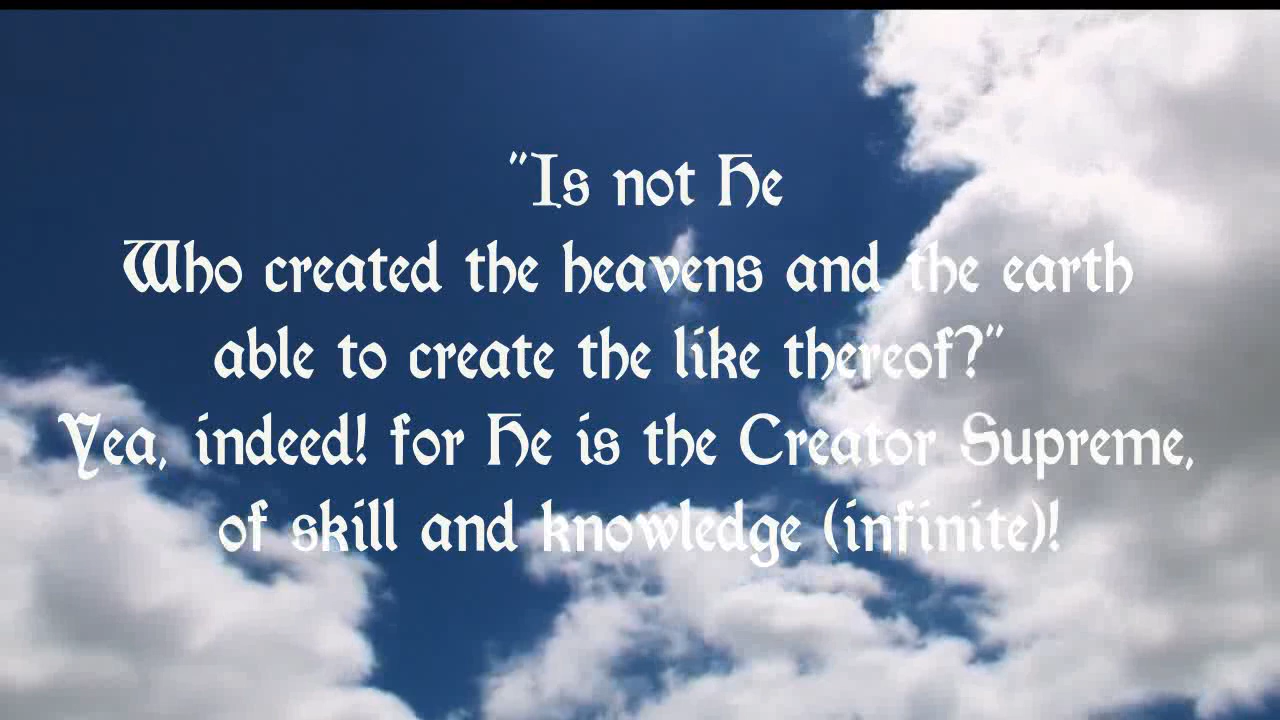 "Is not He
Who created the heavens and the earth
able to create the like thereof?"
Yea, indeed! for He is the Creator Supreme,
of skill and knowledge (infinite)!